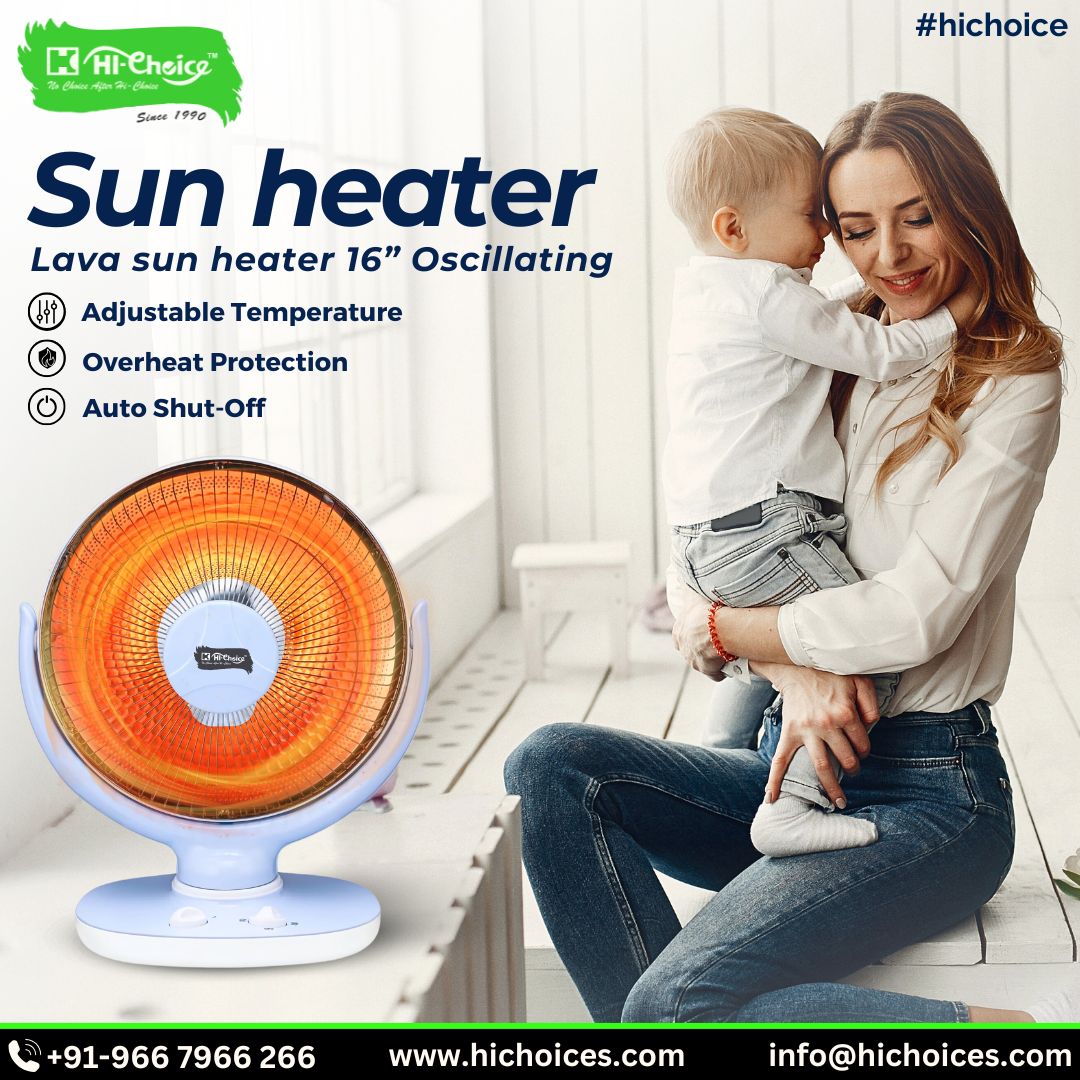 #hichoice
HI-Choice™
No Choice After Hi-Choice
Since 1990
Sun heater
Lava sun heater 16” Oscillating
Adjustable Temperature
Overheat Protection
Auto Shut-Off
HI-Choice
+91-966 7966 266
www.hichoices.com
info@hichoices.com